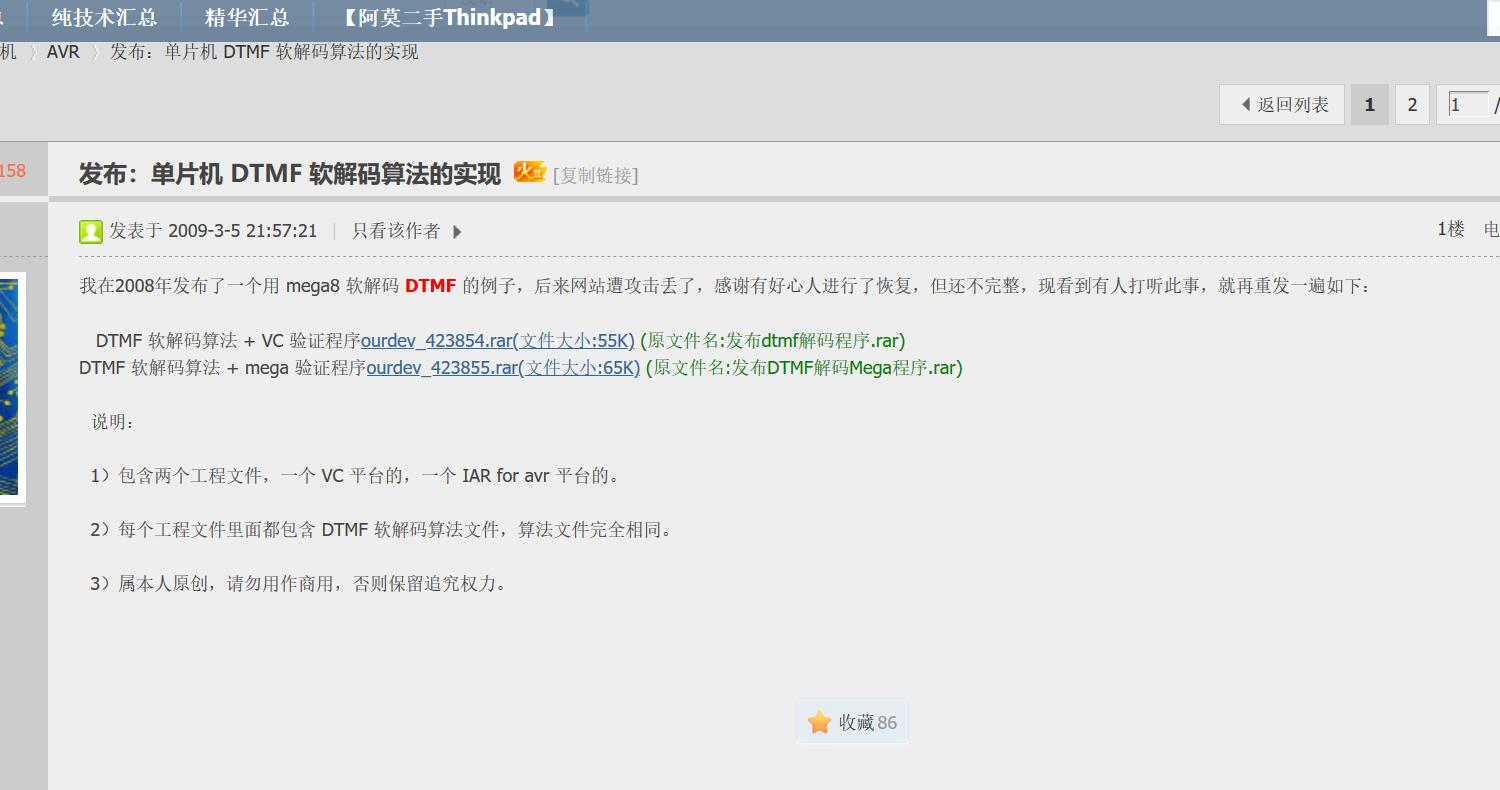 纯技术汇总 精华汇总 【阿莫二手Thinkpad】
机 AVR 发布：单片机 DTMF 软解码算法的实现
返回列表 1 2 1 /
158
发布：单片机 DTMF 软解码算法的实现 火 II [复制链接]
发表于 2009-3-5 21:57:21 | 只看该作者 1楼 电
我在2008年发布了一个用 mega8 软解码 DTMF 的例子，后来网站遭攻击丢了，感谢有好心人进行了恢复，但还不完整，现看到有人打听此事，就再重发一遍如下：
DTMF 软解码算法 + VC 验证程序ourdev_423854.rar(文件大小:55K) (原文件名:发布dtmf解码程序.rar)
DTMF 软解码算法 + mega 验证程序ourdev_423855.rar(文件大小:65K) (原文件名:发布DTMF解码Mega程序.rar)
说明：
1）包含两个工程文件，一个 VC 平台的，一个 IAR for avr 平台的。
2）每个工程文件里面都包含 DTMF 软解码算法文件，算法文件完全相同。
3）属本人原创，请勿用作商用，否则保留追究权力。
收藏 86